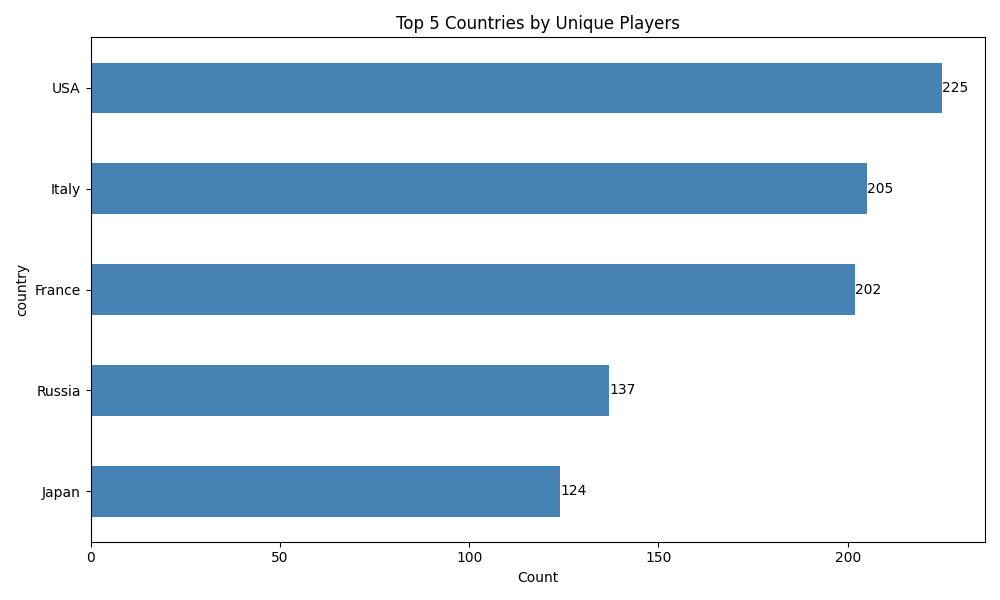 Top 5 Countries by Unique Players
country
USA
225
Italy
205
France
202
Russia
137
Japan
124
0 50 100 150 200
Count